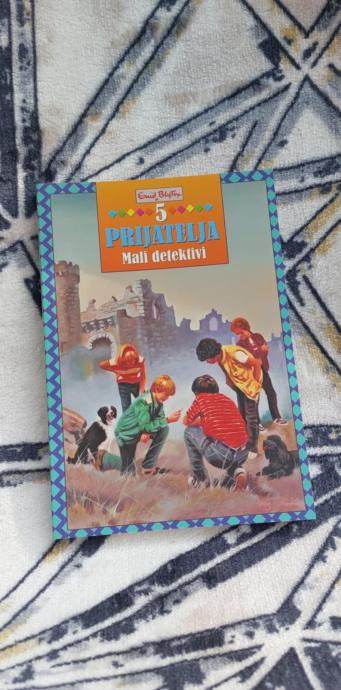 Enid Blyton
5
PRIJATELJA
Mali detektivi